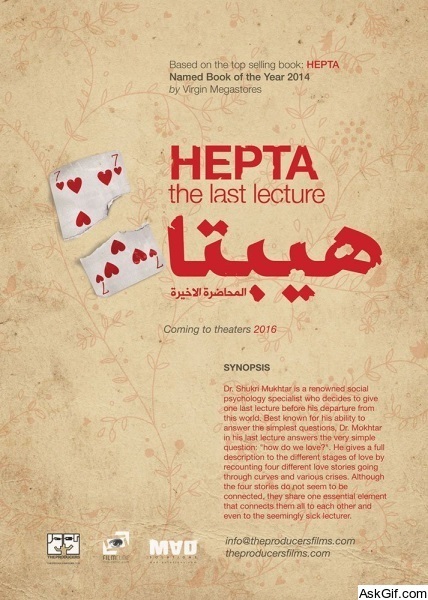 Based on the top selling book: HEPTA
Named Book of the Year 2014
by Virgin Megastores
7
7
HEPTA
the last lecture
هيبتا
7
المحاضرة الاخيرة
Coming to theaters 2016
SYNOPSIS
Dr. Shukri Mukhtar is a renowned social
psychology specialist who decides to give
one last lecture before his departure from
this world. Best known for his ability to
answer the simplest questions, Dr. Mokhtar
in his last lecture answers the very simple
question: "how do we love?". He gives a full
description to the different stages of love by
recounting four different love stories going
through curves and various crises. Although
the four stories do not seem to be
connected, they share one essential element
that connects them all to each other and
even to the seemingly sick lecturer.
info@theproducersfilms.com
theproducersfilms.com
MAD
AskGif.com